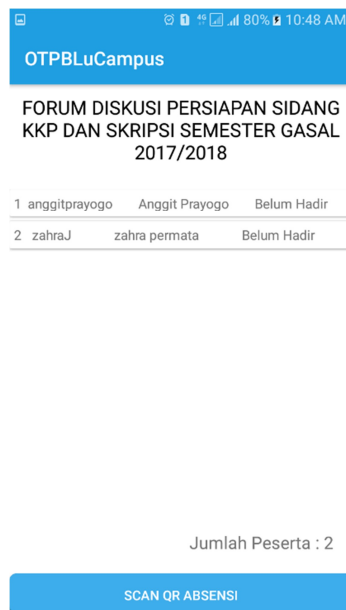 80% 10:48 AM
OTPBLuCampus
FORUM DISKUSI PERSIAPAN SIDANG
KKP DAN SKRIPSI SEMESTER GASAL
2017/2018
1 anggitprayogo Anggit Prayogo Belum Hadir
2 zahraJ zahra permata Belum Hadir
Jumlah Peserta : 2
SCAN QR ABSENSI